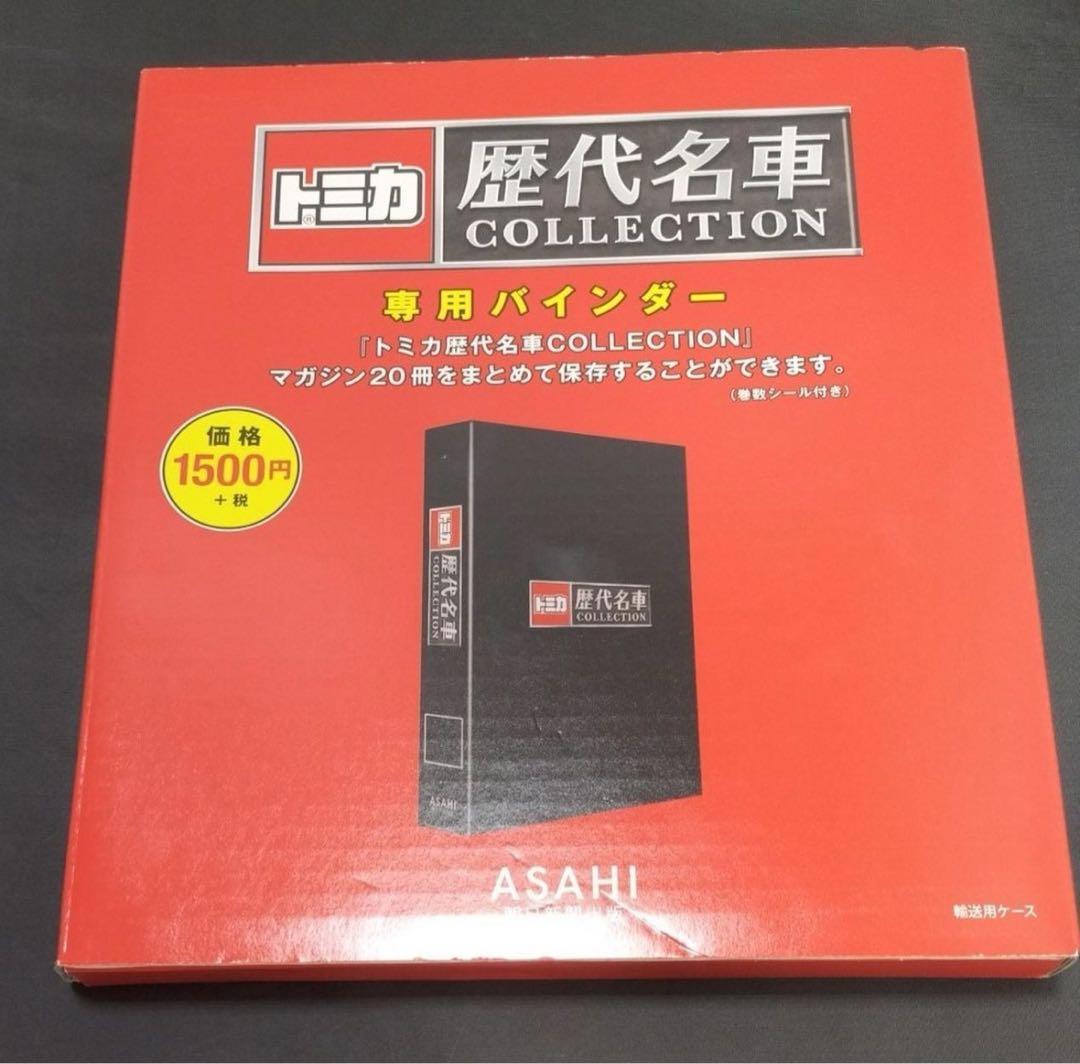 トミカ®
歴代名車
COLLECTION
専用バインダー
『トミカ歴代名車COLLECTION』
マガジン20冊をまとめて保存することができます。
(巻数シール付き)
価格
1500円
+税
トミカ
歴代名車
COLLECTION
ASAHI
トミカ
歴代名車
COLLECTION
ASAHI
輸送用ケース